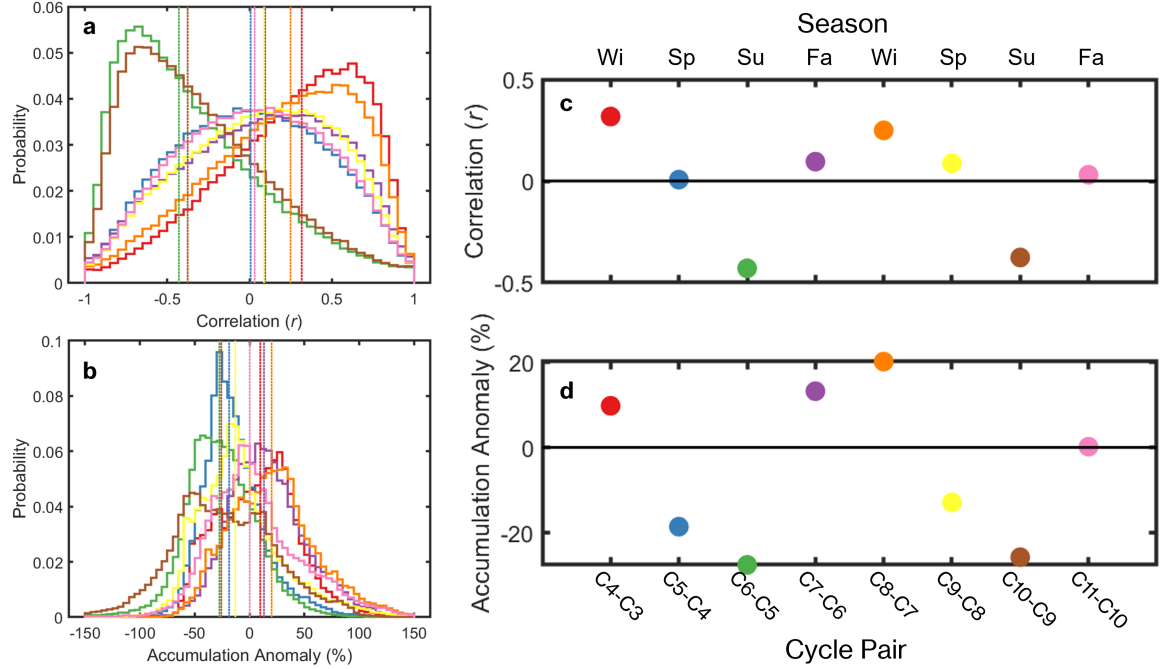 a
0.06
0.05
0.04
0.03
0.02
0.01
0
Probability
-1 -0.5 0 0.5 1
Correlation (r)
b
0.1
0.08
0.06
0.04
0.02
0
Probability
-150 -100 -50 0 50 100 150
Accumulation Anomaly (%)
Season
Wi Sp Su Fa Wi Sp Su Fa
c
0.5
0
-0.5
Correlation (r)
d
20
0
-20
Accumulation Anomaly (%)
C4-C3 C5-C4 C6-C5 C7-C6 C8-C7 C9-C8 C10-C9 C11-C10
Cycle Pair